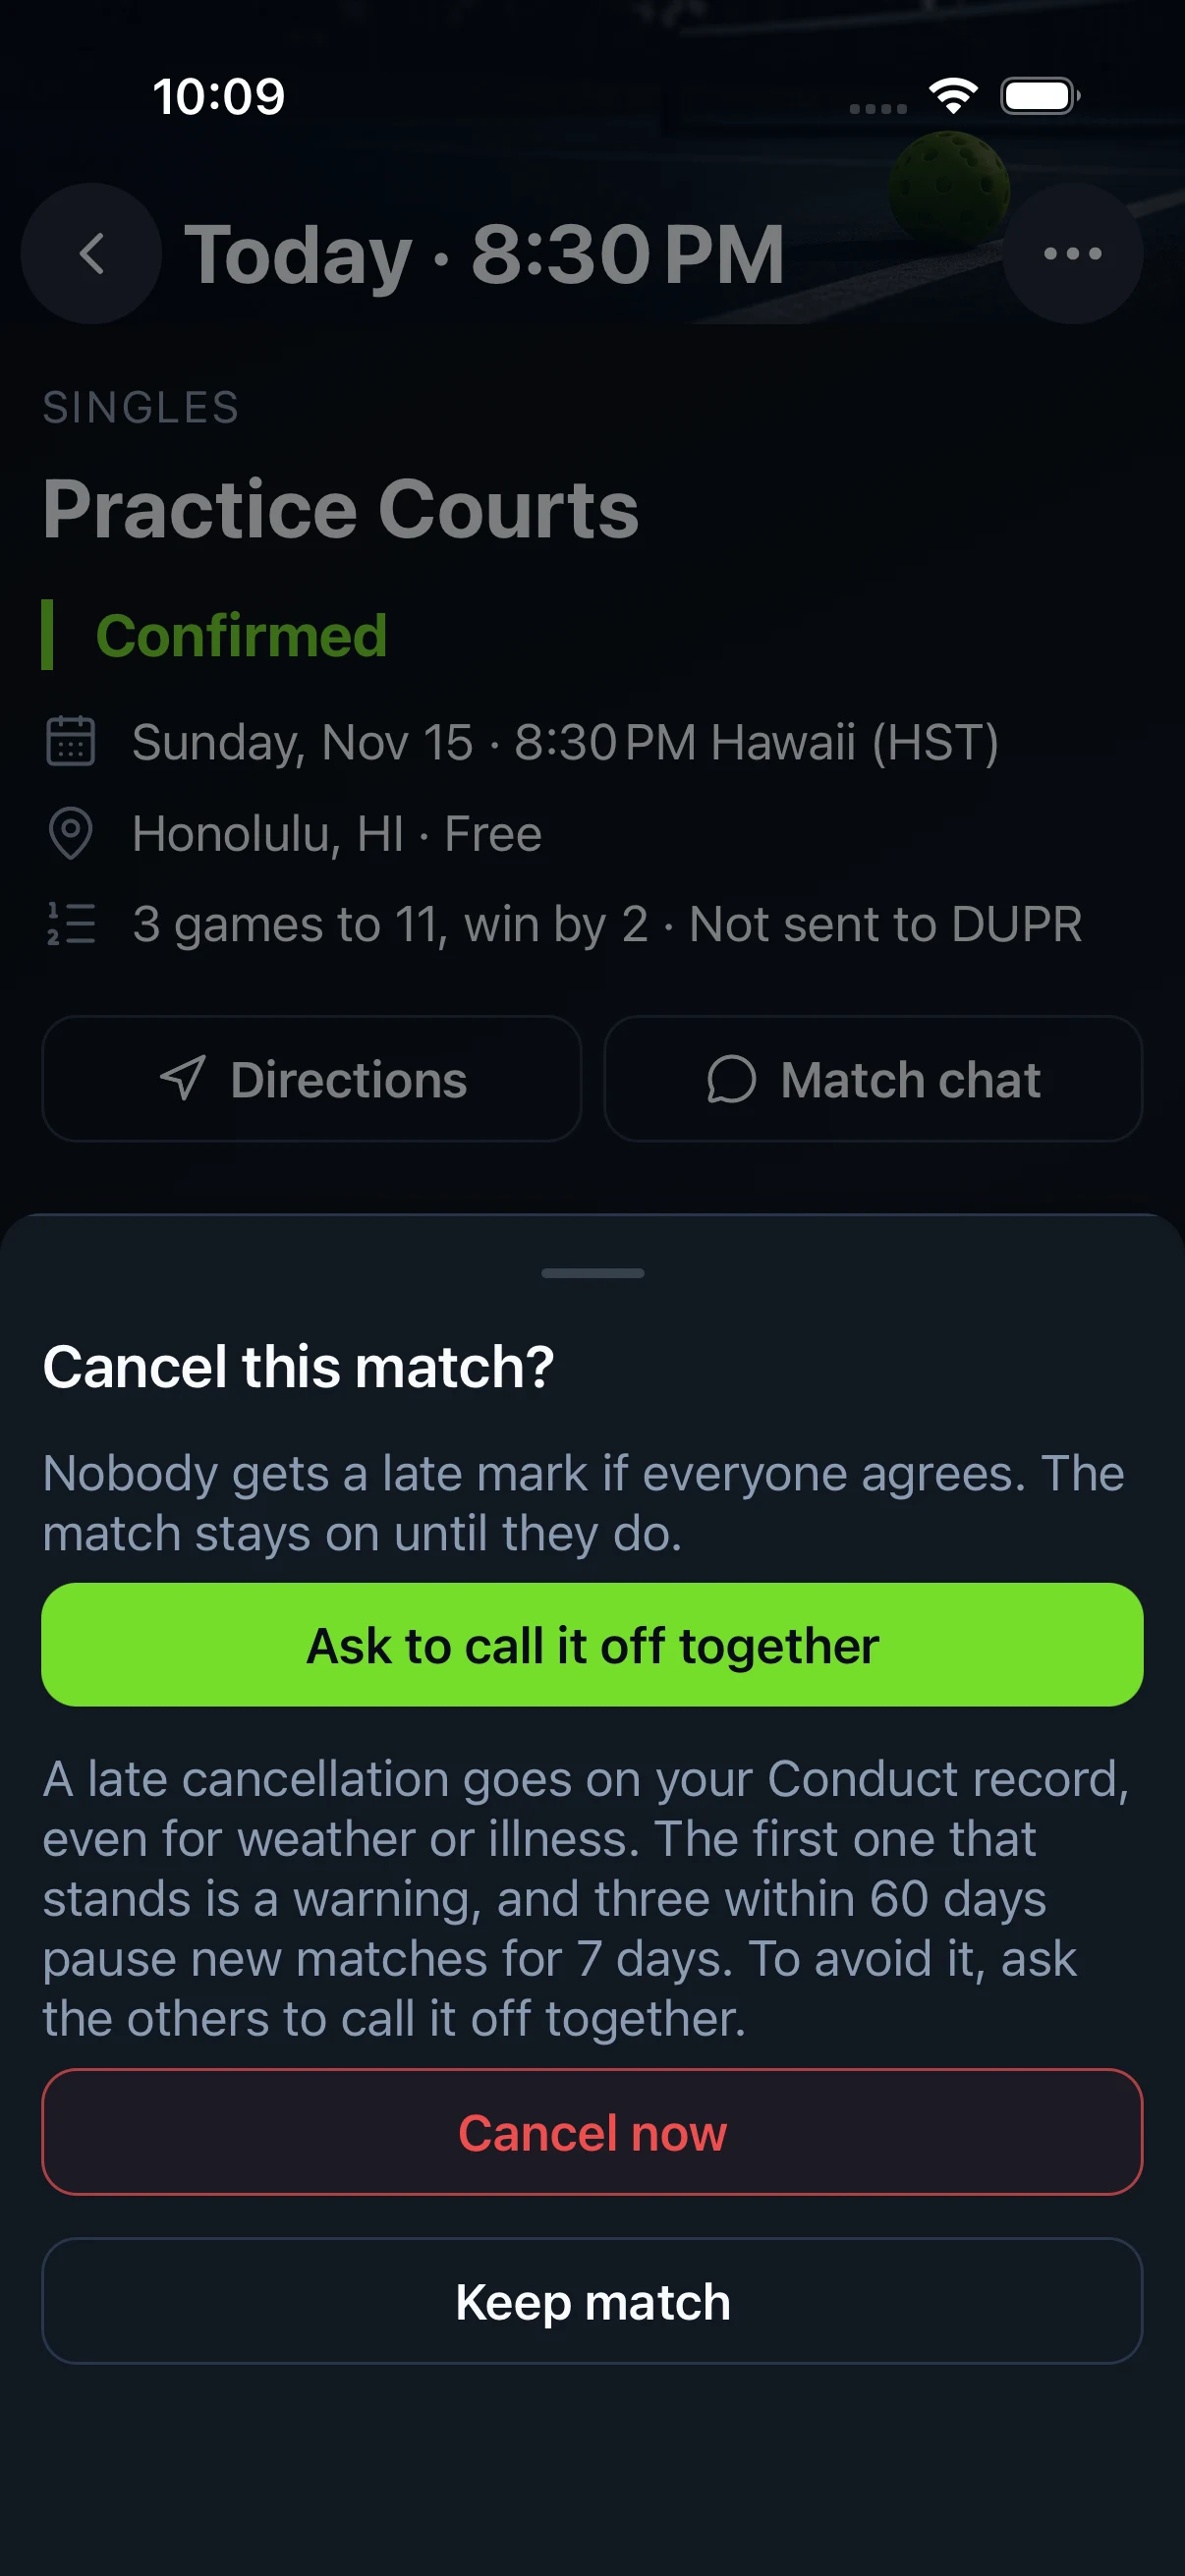 10:09
Today · 8:30 PM
SINGLES
Practice Courts
Confirmed
Sunday, Nov 15 · 8:30 PM Hawaii (HST)
Honolulu, HI · Free
3 games to 11, win by 2 · Not sent to DUPR
Directions
Match chat
Cancel this match?
Nobody gets a late mark if everyone agrees. The
match stays on until they do.
Ask to call it off together
A late cancellation goes on your Conduct record,
even for weather or illness. The first one that
stands is a warning, and three within 60 days
pause new matches for 7 days. To avoid it, ask
the others to call it off together.
Cancel now
Keep match